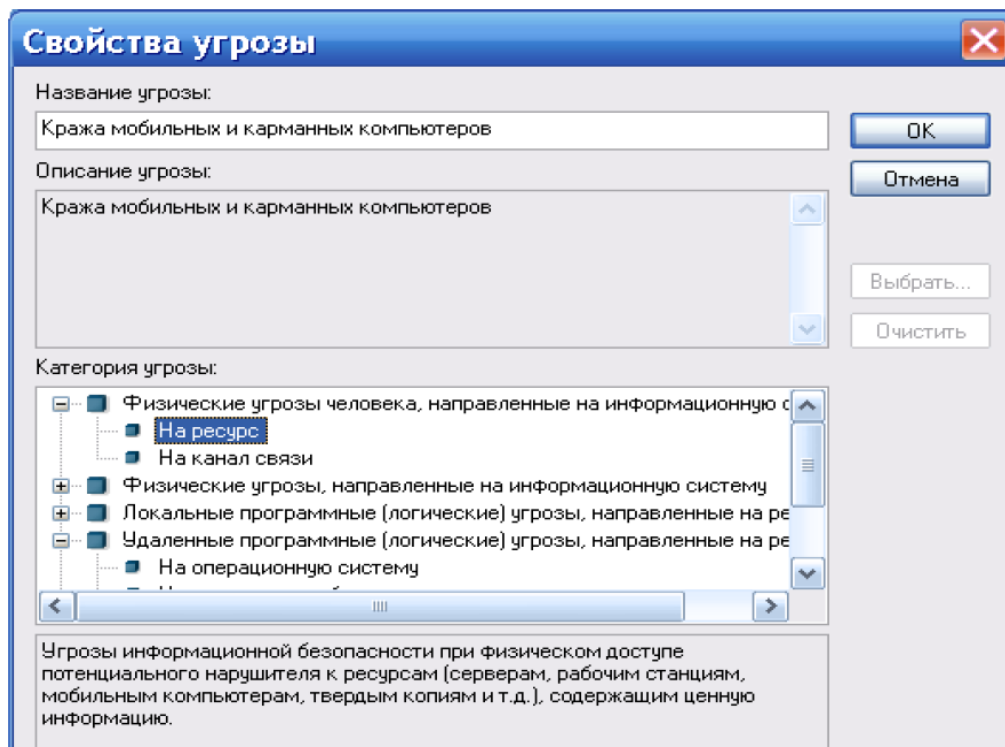 Свойства угрозы
Название угрозы:
Кража мобильных и карманных компьютеров
OK
Описание угрозы:
Отмена
Кража мобильных и карманных компьютеров
Выбрать...
Очистить
Категория угрозы:
Физические угрозы человека, направленные на информационную
На ресурс
На канал связи
Физические угрозы, направленные на информационную систему
Локальные программные (логические) угрозы, направленные на ре
Удаленные программные (логические) угрозы, направленные на ре
На операционную систему
Угрозы информационной безопасности при физическом доступе
потенциального нарушителя к ресурсам (серверам, рабочим станциям,
мобильным компьютерам, твердым копиям и т.д.), содержащим ценную
информацию.